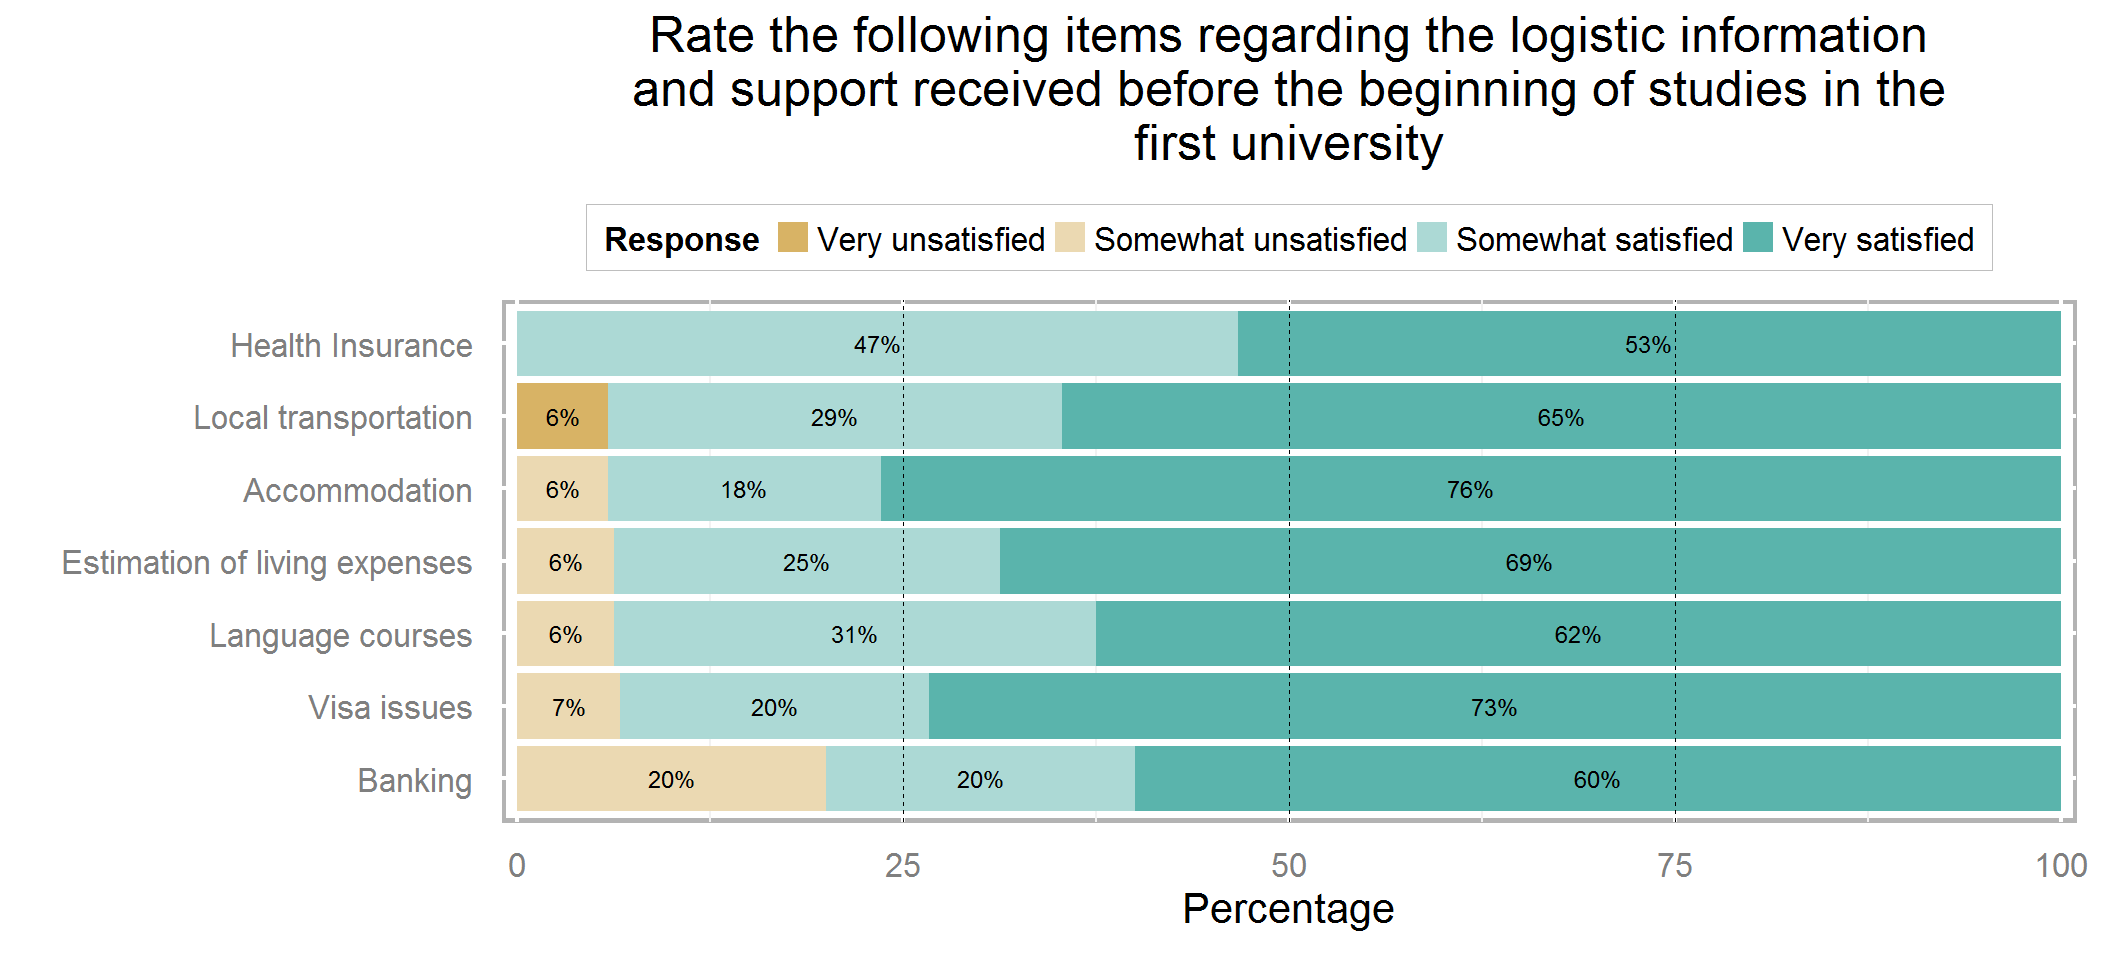 Rate the following items regarding the logistic information
and support received before the beginning of studies in the
first university
Response Very unsatisfied Somewhat unsatisfied Somewhat satisfied Very satisfied
Health Insurance 47% 53%
Local transportation 6% 29% 65%
Accommodation 6% 18% 76%
Estimation of living expenses 6% 25% 69%
Language courses 6% 31% 62%
Visa issues 7% 20% 73%
Banking 20% 20% 60%
0 25 50 75 100
Percentage